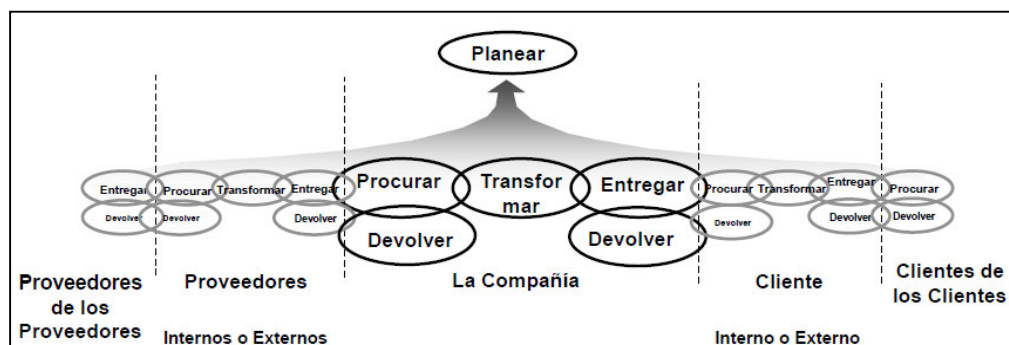 Planear
Entregar
Procurar
Transformar
Entregar
Procurar
Transfor
mar
Entregar
Procurar
Transformar
Entregar
Procurar
Devolver
Devolver
Devolver
Devolver
Devolver
Devolver
Devolver
Devolver
Proveedores
de los
Proveedores
Proveedores
La Compañía
Cliente
Clientes de
los Clientes
Internos o Externos
Interno o Externo